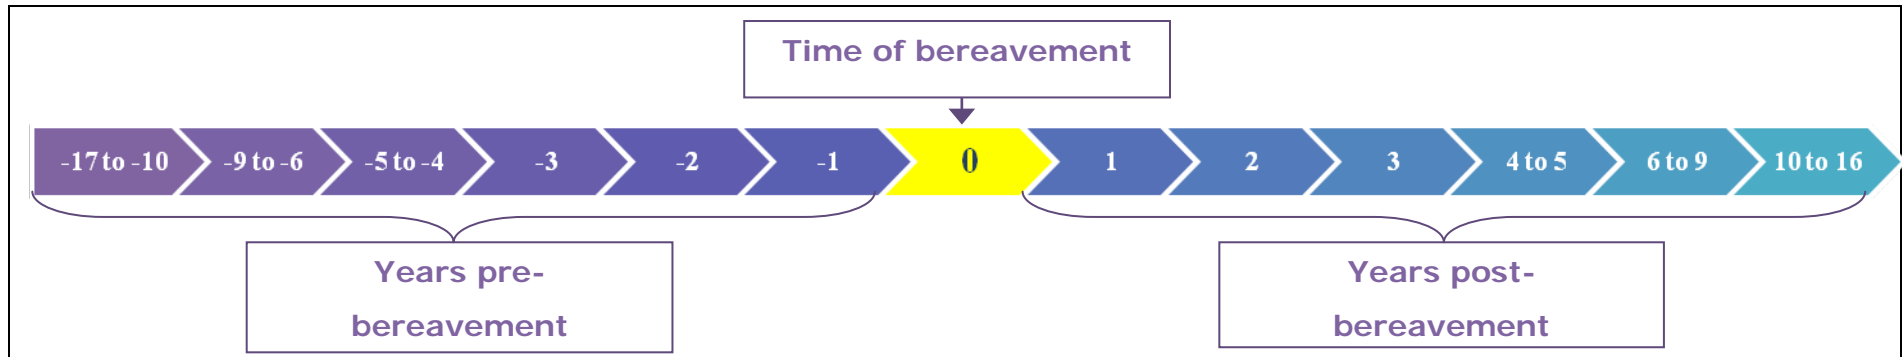 Time of bereavement
-17 to -10 -9 to -6 -5 to -4 -3 -2 -1 0 1 2 3 4 to 5 6 to 9 10 to 16
Years pre-
bereavement
Years post-
bereavement